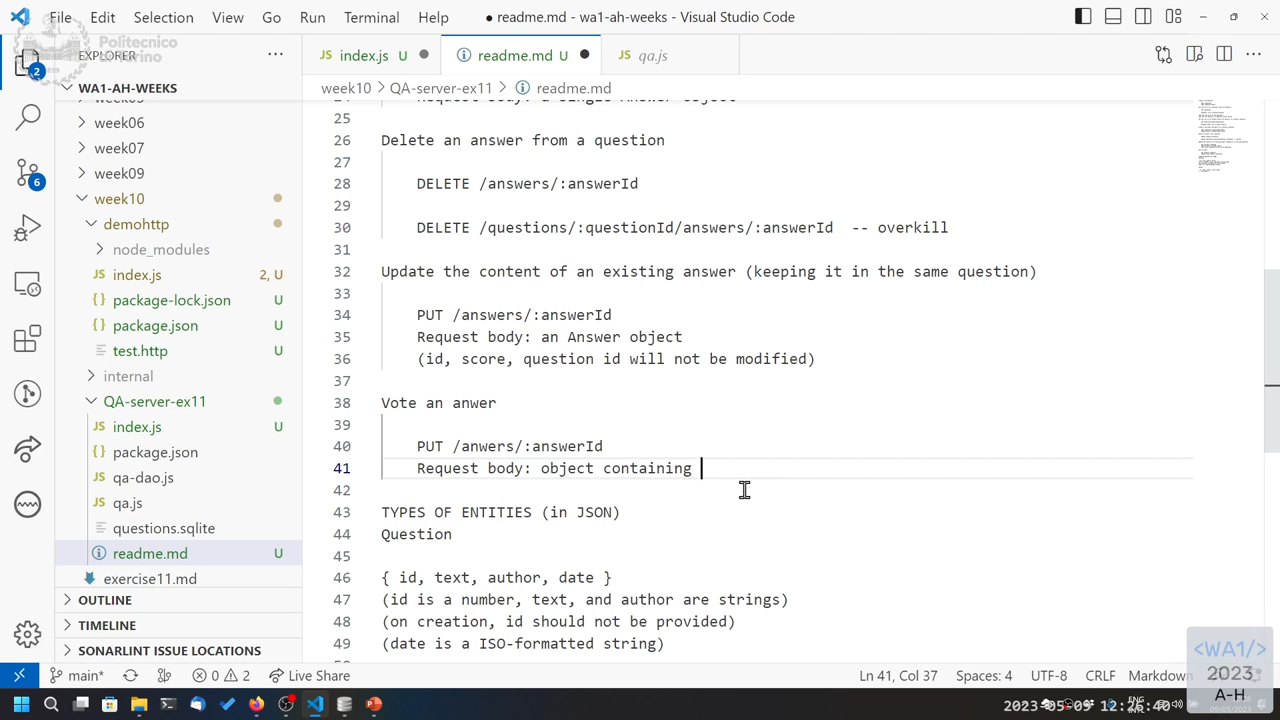 File Edit Selection View Go Run Terminal Help
● readme.md - wa1-ah-weeks - Visual Studio Code
Politecnico
EXPLORER
index.js U
readme.md U
qa.js
WA1-AH-WEEKS
week10 > QA-server-ex11 > readme.md
week06
week07
week09
week10
demohttp
node_modules
index.js 2, U
package-lock.json U
package.json U
test.http U
internal
QA-server-ex11
index.js U
package.json
qa-dao.js
qa.js
questions.sqlite
readme.md U
exercise11.md
OUTLINE
TIMELINE
SONARLINT ISSUE LOCATIONS
Request body: a single Answer object
26 Delete an answer from a question
27
28 DELETE /answers/:answerId
29
30 DELETE /questions/:questionId/answers/:answerId -- overkill
31
32 Update the content of an existing answer (keeping it in the same question)
33
34 PUT /answers/:answerId
35 Request body: an Answer object
36 (id, score, question id will not be modified)
37
38 Vote an anwer
39
40 PUT /anwers/:answerId
41 Request body: object containing
42
43 TYPES OF ENTITIES (in JSON)
44 Question
45
46 { id, text, author, date }
47 (id is a number, text, and author are strings)
48 (on creation, id should not be provided)
49 (date is a ISO-formatted string)
main* 0 2 Live Share
Ln 41, Col 37 Spaces: 4 UTF-8 CRLF Markdown
<WA1/>
2023
A-H
ENG